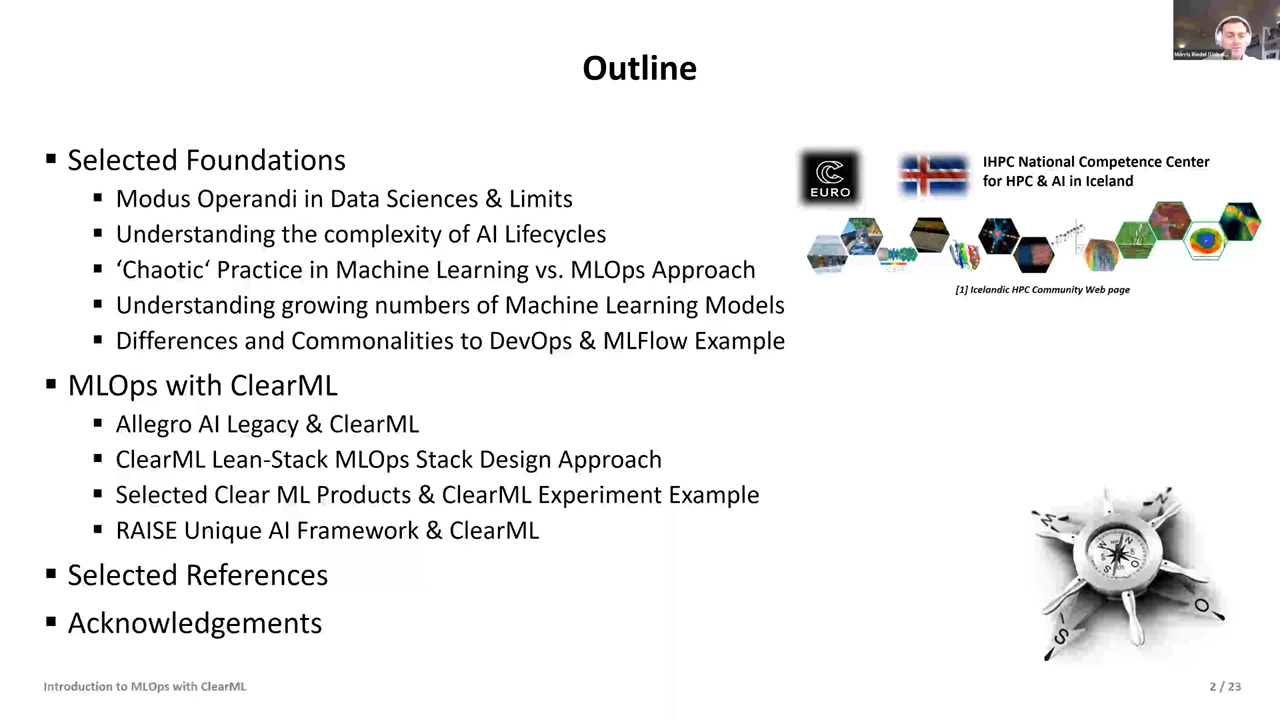 Outline
Selected Foundations
Modus Operandi in Data Sciences & Limits
Understanding the complexity of AI Lifecycles
‘Chaotic‘ Practice in Machine Learning vs. MLOps Approach
Understanding growing numbers of Machine Learning Models
Differences and Commonalities to DevOps & MLFlow Example
MLOps with ClearML
Allegro AI Legacy & ClearML
ClearML Lean-Stack MLOps Stack Design Approach
Selected Clear ML Products & ClearML Experiment Example
RAISE Unique AI Framework & ClearML
Selected References
Acknowledgements
EURO
IHPC National Competence Center
for HPC & AI in Iceland
[1] Icelandic HPC Community Web page
N
W
N
W
O
S
O
S
I
Morris Riedel
Introduction to MLOps with ClearML
2 / 23